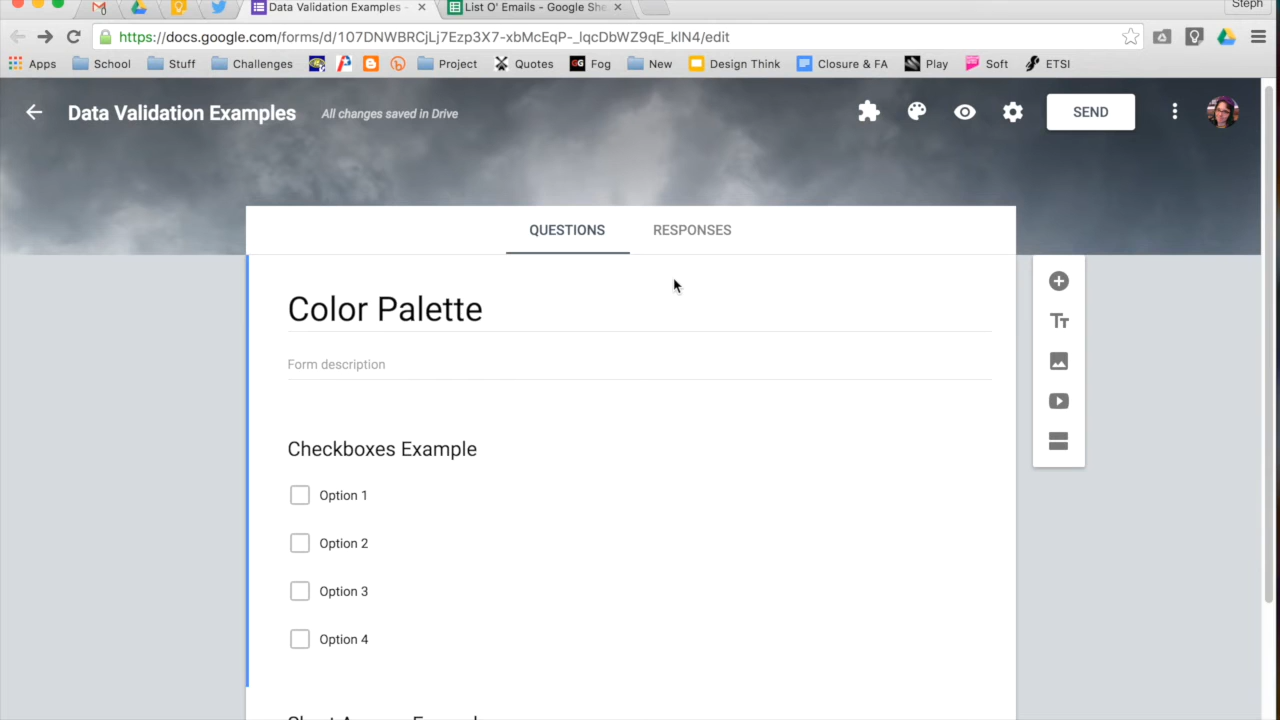 Steph
Data Validation Examples -
List O' Emails - Google She
https://docs.google.com/forms/d/107DNWBRCjLj7Ezp3X7-xbMcEqP-_lqcDbWZ9qE_klN4/edit
Apps School Stuff Challenges Project Quotes GG Fog New Design Think Closure & FA Play Soft ETSI
Data Validation Examples All changes saved in Drive SEND
QUESTIONS RESPONSES
Color Palette
Form description
Checkboxes Example
Option 1
Option 2
Option 3
Option 4